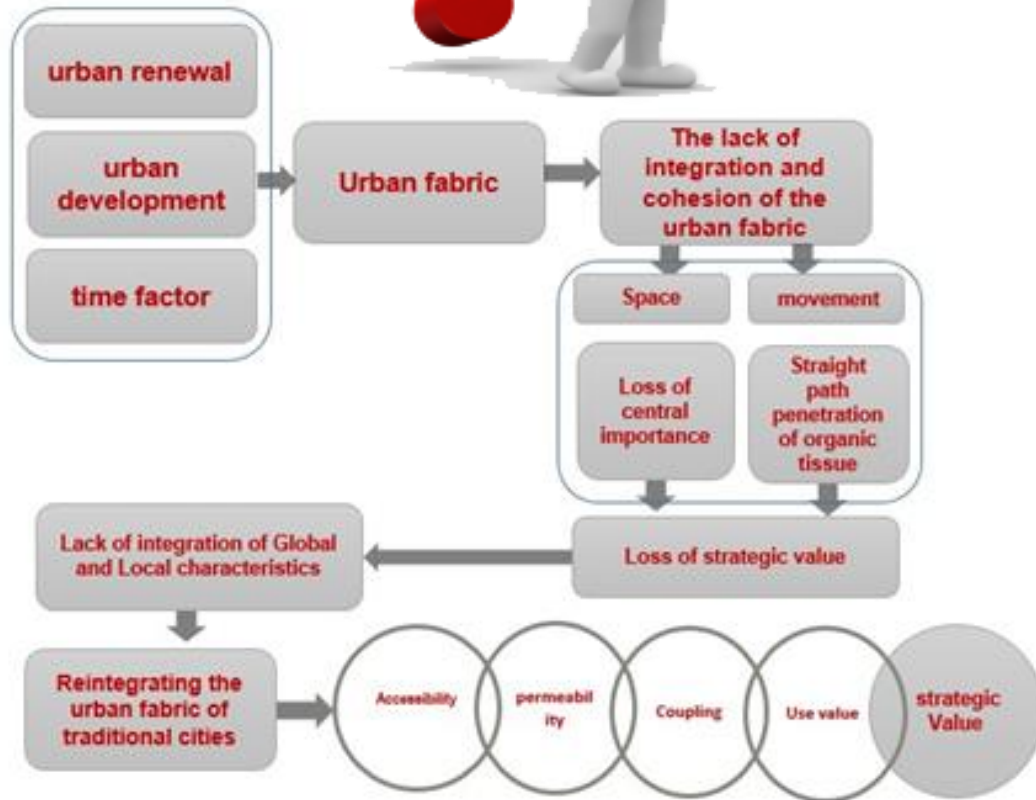 urban renewal
urban
development
time factor
Urban fabric
The lack of
integration and
cohesion of the
urban fabric
Space
movement
Loss of
central
importance
Straight
path
penetration
of organic
tissue
Loss of strategic value
Lack of integration of Global
and Local characteristics
Reintegrating the
urban fabric of
traditional cities
Accessibility
permeabil
ity
Coupling
Use value
strategic
Value